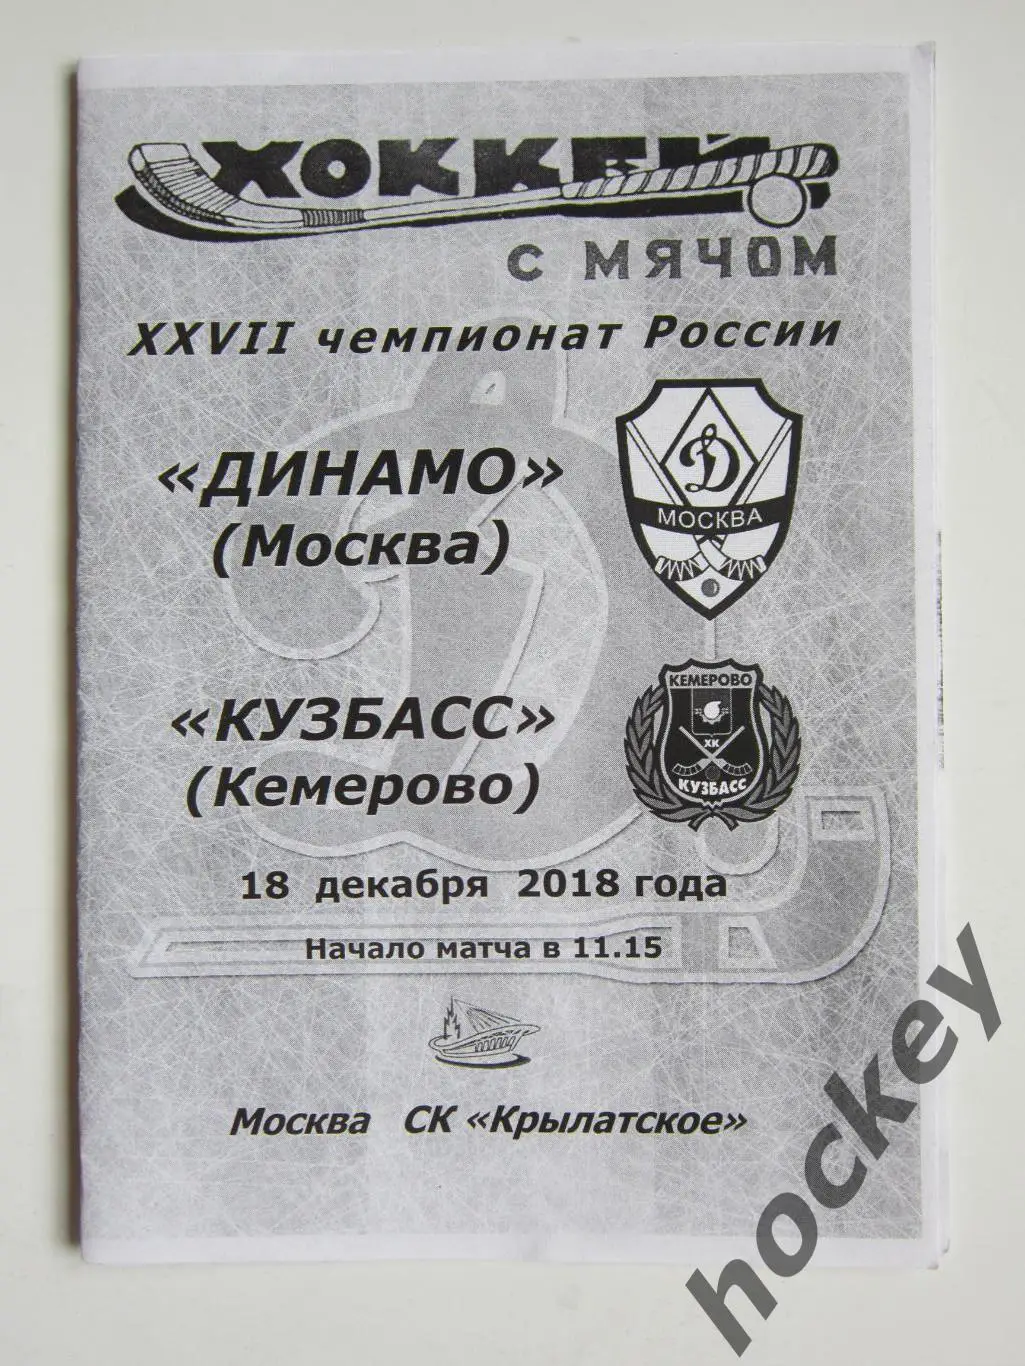 ХОККЕЙ
с мячом
XXVII чемпионат России
«ДИНАМО»
(Москва)
МОСКВА
КЕМЕРОВО
ХК
КУЗБАСС
«КУЗБАСС»
(Кемерово)
18 декабря 2018 года
Начало матча в 11.15
Москва СК «Крылатское»
hockey